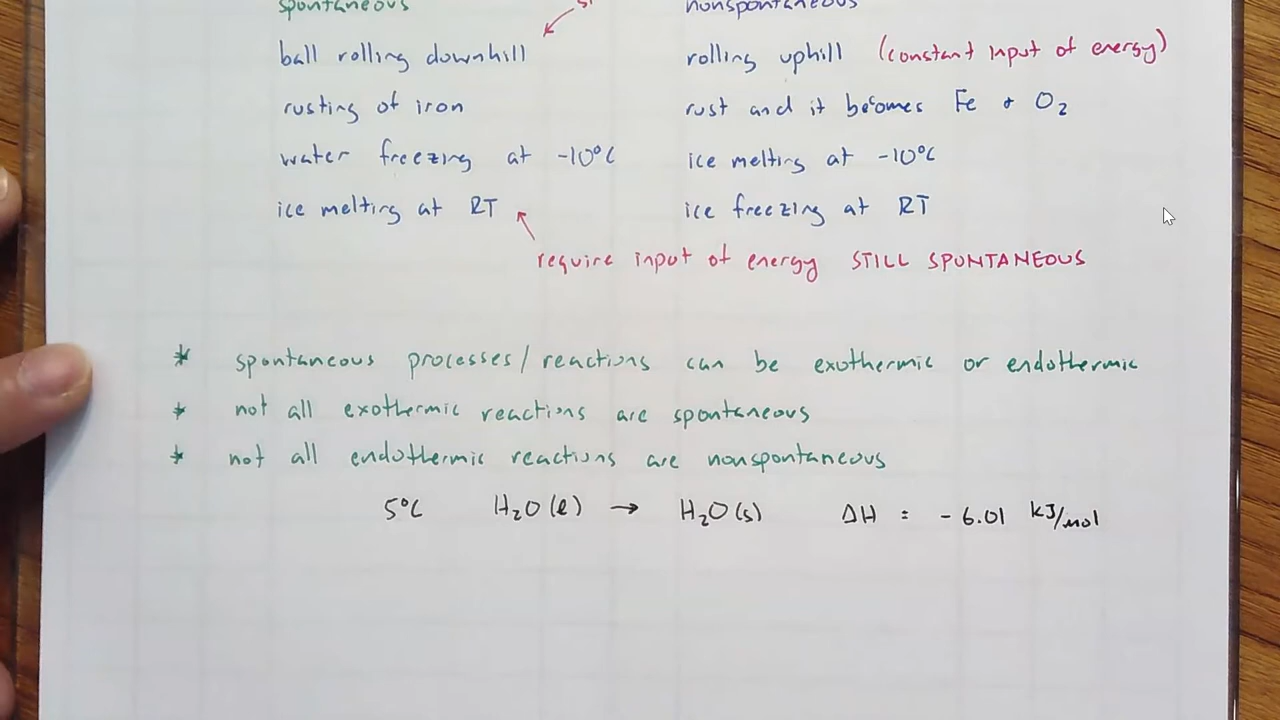 spontaneous nonspontaneous
ball rolling downhill rolling uphill (constant input of energy)
rusting of iron rust and it becomes Fe + O₂
water freezing at -10°C ice melting at -10°C
ice melting at RT ice freezing at RT
require input of energy STILL SPONTANEOUS
* spontaneous processes/reactions can be exothermic or endothermic
* not all exothermic reactions are spontaneous
* not all endothermic reactions are nonspontaneous
5°C H₂O(l) → H₂O(s) ΔH = -6.01 kJ/mol